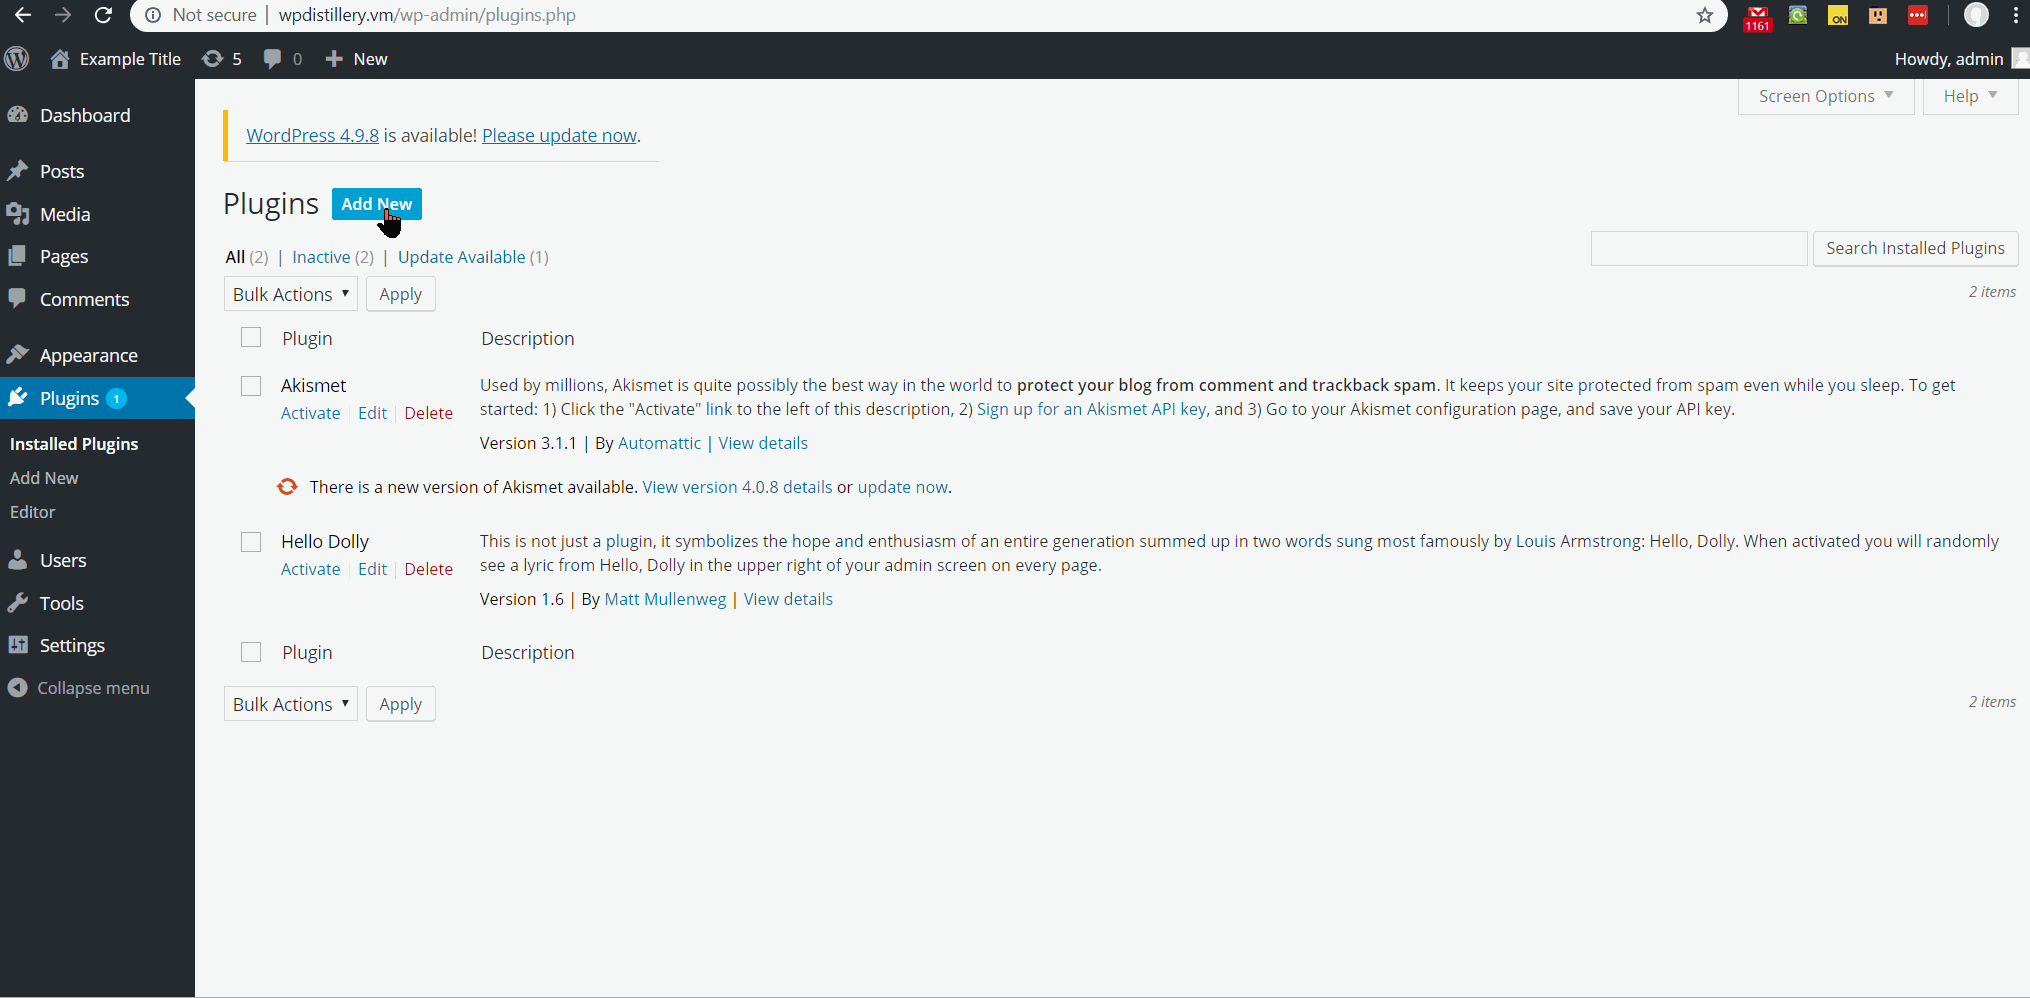 Not secure | wpdistillery.vm/wp-admin/plugins.php
1161
ON
Example Title 5 0 New
Howdy, admin
Screen Options Help
Dashboard
Posts
Media
Pages
Comments
Appearance
Plugins 1
Installed Plugins
Add New
Editor
Users
Tools
Settings
Collapse menu
WordPress 4.9.8 is available! Please update now.
Plugins Add New
All (2) | Inactive (2) | Update Available (1)
Search Installed Plugins
Bulk Actions Apply
2 items
Plugin Description
Akismet
Activate | Edit | Delete
Used by millions, Akismet is quite possibly the best way in the world to protect your blog from comment and trackback spam. It keeps your site protected from spam even while you sleep. To get
started: 1) Click the "Activate" link to the left of this description, 2) Sign up for an Akismet API key, and 3) Go to your Akismet configuration page, and save your API key.
Version 3.1.1 | By Automattic | View details
There is a new version of Akismet available. View version 4.0.8 details or update now.
Hello Dolly
Activate | Edit | Delete
This is not just a plugin, it symbolizes the hope and enthusiasm of an entire generation summed up in two words sung most famously by Louis Armstrong: Hello, Dolly. When activated you will randomly
see a lyric from Hello, Dolly in the upper right of your admin screen on every page.
Version 1.6 | By Matt Mullenweg | View details
Plugin Description
Bulk Actions Apply
2 items